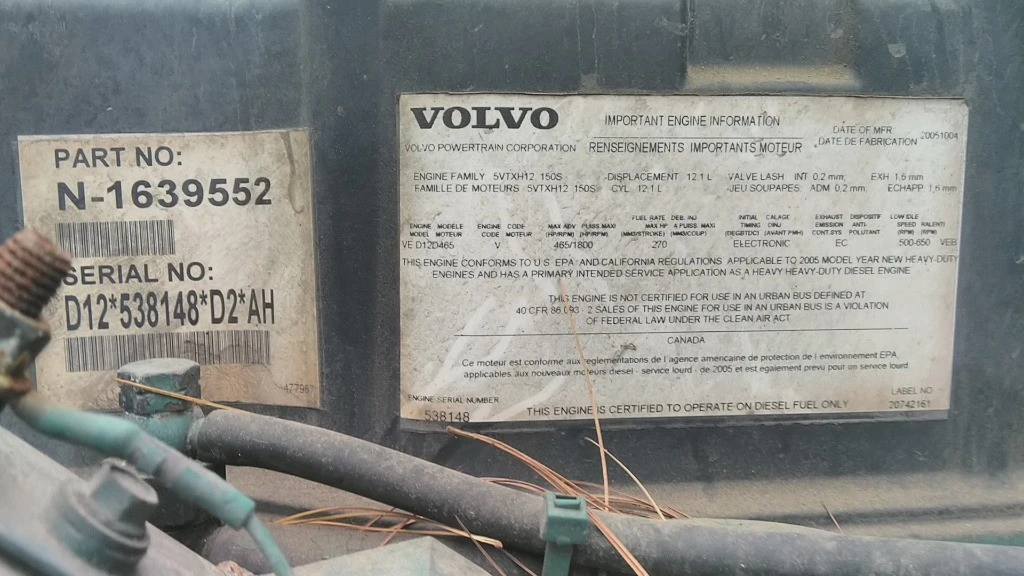 PART NO:
N-1639552
SERIAL NO:
D12*538148*D2*AH
47796
VOLVO
VOLVO POWERTRAIN CORPORATION
IMPORTANT ENGINE INFORMATION
RENSEIGNEMENTS IMPORTANTS MOTEUR
DATE OF MFR
DATE DE FABRICATION 20051004
ENGINE FAMILY 5VTXH12.150S DISPLACEMENT 12.1 L VALVE LASH INT 0.2 mm; EXH 1.6 mm
FAMILLE DE MOTEURS 5VTXH12.150S CYL. 12.1 L JEU SOUPAPES: ADM 0.2 mm; ECHAPP 1.6 mm
ENGINE MODELE ENGINE CODE MAX ADV PUISS.MAXI FUEL RATE DEB. INJ INITIAL CALAGE EXHAUST DISPOSITIF LOW IDLE
MODEL MOTEUR CODE MOTEUR (HP/RPM) (HP/RPM) MAX HP A PUISS. MAXI TIMING D'INJ EMISSION ANTI- SPEED RALENTI
(MM3/STROKE) (MM3/COUP) (DEG BTDC) (AVANT PMH) CONT.SYS POLLUTANT (RPM) (RPM)
VE D12D465 V 465/1800 270 ELECTRONIC EC 500-650 VEB
THIS ENGINE CONFORMS TO U.S. EPA AND CALIFORNIA REGULATIONS APPLICABLE TO 2005 MODEL YEAR NEW HEAVY-DUTY
ENGINES AND HAS A PRIMARY INTENDED SERVICE APPLICATION AS A HEAVY HEAVY-DUTY DIESEL ENGINE
THIS ENGINE IS NOT CERTIFIED FOR USE IN AN URBAN BUS DEFINED AT
40 CFR 86.093 - 2 SALES OF THIS ENGINE FOR USE IN AN URBAN BUS IS A VIOLATION
OF FEDERAL LAW UNDER THE CLEAN AIR ACT
CANADA
Ce moteur est conforme aux reglementations de l'agence americaine de protection de l'environnement EPA,
applicables aux nouveaux moteurs diesel - service lourd - de 2005 et est egalement prévu pour un service lourd.
ENGINE SERIAL NUMBER
538148
THIS ENGINE IS CERTIFIED TO OPERATE ON DIESEL FUEL ONLY
LABEL NO
20742161